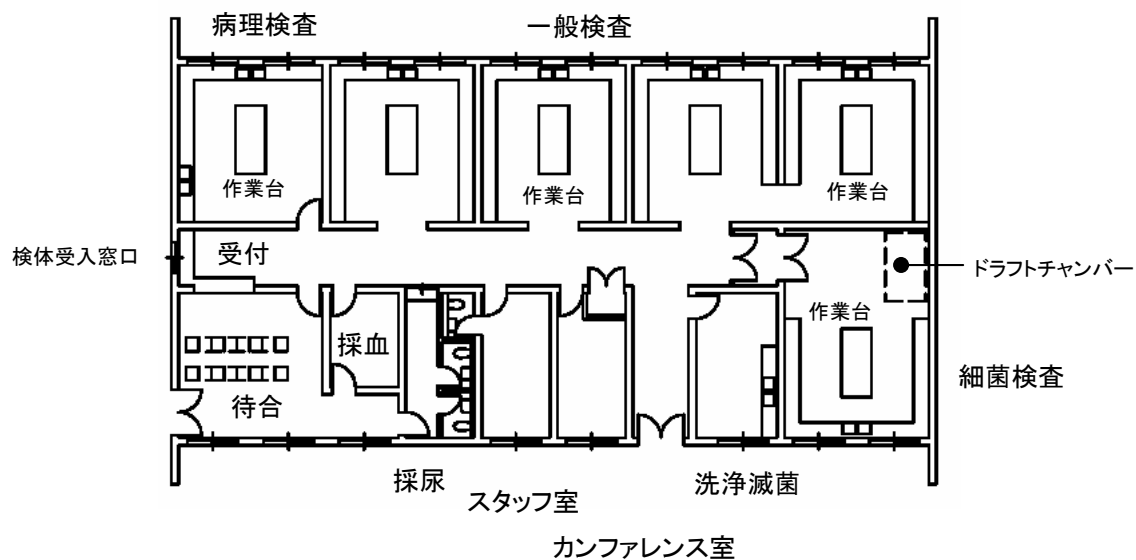 病理検査
一般検査
作業台
作業台
作業台
検体受入窓口
受付
ドラフトチャンバー
作業台
採血
細菌検査
待合
採尿
洗浄滅菌
スタッフ室
カンファレンス室